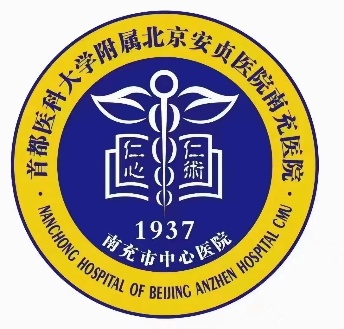 首都医科大学附属北京安贞医院南充医院
仁心
仁術
1937
南充市中心医院
NANCHONG HOSPITAL OF BEIJING ANZHEN HOSPITAL CMU